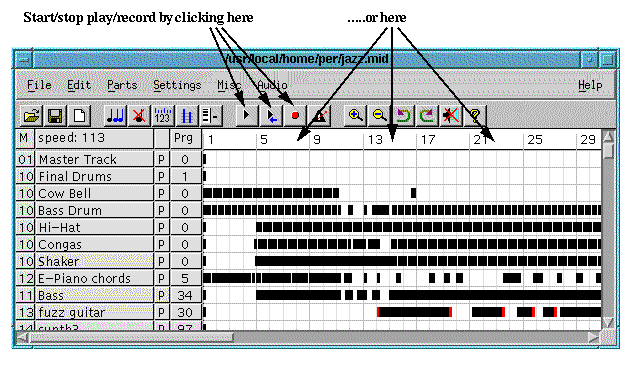 Start/stop play/record by clicking here .....or here
/usr/local/home/per/jazz.mid
File Edit Parts Settings Misc Audio Help
123
M speed: 113 Prg 1 5 9 13 15 17 21 25 29
01 Master Track P 0
10 Final Drums P 1
10 Cow Bell P 0
10 Bass Drum P 0
10 Hi-Hat P 0
10 Congas P 0
10 Shaker P 0
12 E-Piano chords P 5
11 Bass P 34
13 fuzz guitar P 30
14 synth3 P 97